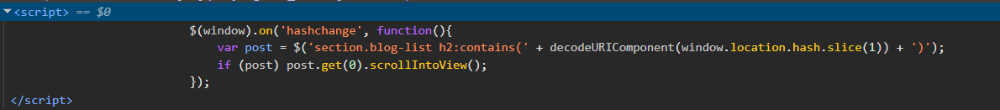 <script> == $0
$(window).on('hashchange', function(){
var post = $('section.blog-list h2:contains(' + decodeURIComponent(window.location.hash.slice(1)) + ')');
if (post) post.get(0).scrollIntoView();
});
</script>